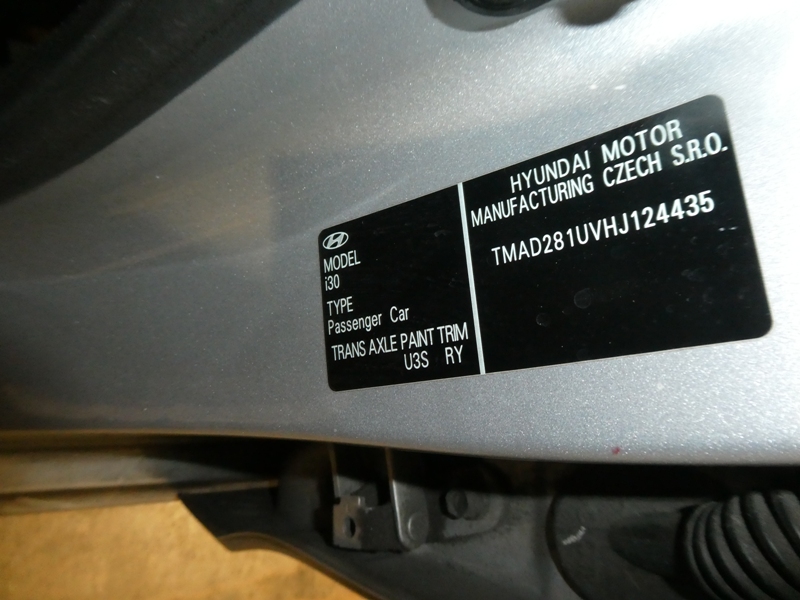 MODEL
i30
TYPE
Passenger Car
TRANS AXLE PAINT TRIM
U3S RY
HYUNDAI MOTOR
MANUFACTURING CZECH S.R.O.
TMAD281UVHJ124435